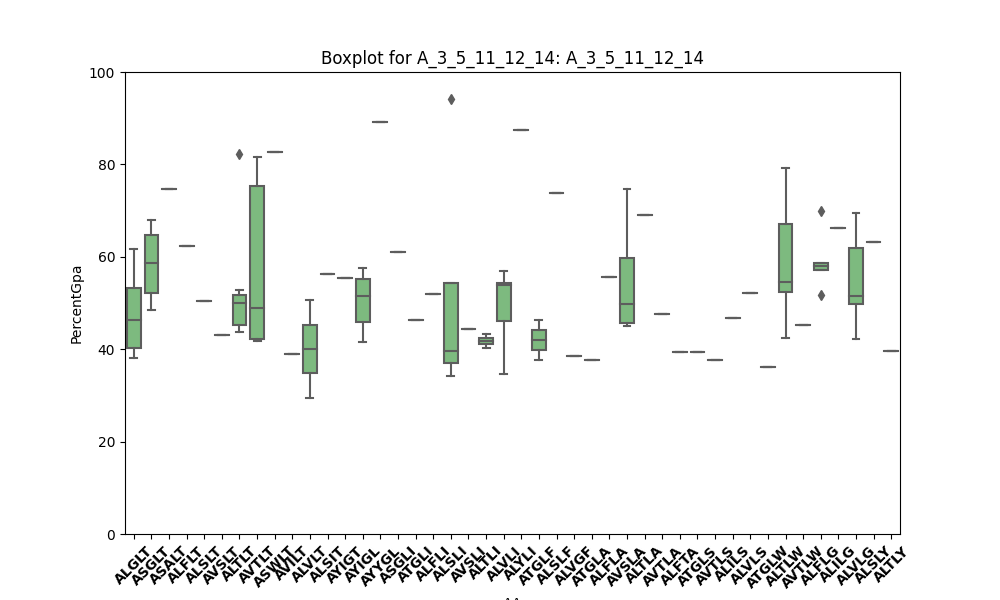 Boxplot for A_3_5_11_12_14: A_3_5_11_12_14
PercentGpa
100
80
60
40
20
0
ALGLT
ASGLT
ASALT
ALFLT
ALSLT
AVSLT
ALTLT
AVTLT
ASWLT
AVILT
ALVLT
ALSIT
AYIGT
AYIGL
AYYGL
ASGLI
ATGLI
ALFLI
ALSLI
AVSLI
ALTLI
ALVLI
ALYLI
ATGLF
ALSLF
ALVGF
ATGLA
ALFLA
AVSLA
ALTLA
AVTLA
ALFTA
ATGLS
AVTLS
ALILS
ALVLS
ATGLW
ALTLW
AVTLW
ALFLG
ALILG
ALVLG
ALSLY
ALTLY